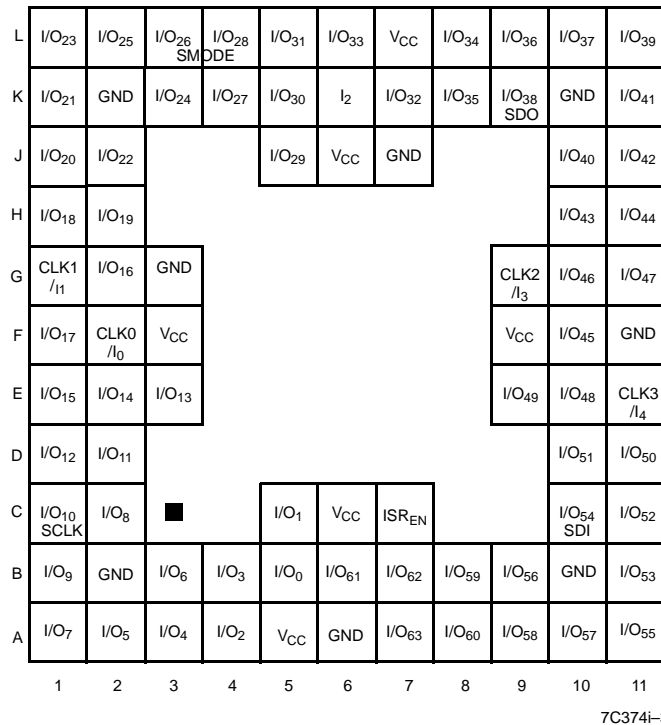 L I/O23 I/O25 I/O26 I/O28 I/O31 I/O33 VCC I/O34 I/O36 I/O37 I/O39
SMODE
K I/O21 GND I/O24 I/O27 I/O30 I2 I/O32 I/O35 I/O38 GND I/O41
SDO
J I/O20 I/O22 I/O29 VCC GND I/O40 I/O42
H I/O18 I/O19 I/O43 I/O44
G CLK1 I/O16 GND CLK2 I/O46 I/O47
/I1 /I3
F I/O17 CLK0 VCC VCC I/O45 GND
/I0
E I/O15 I/O14 I/O13 I/O49 I/O48 CLK3
/I4
D I/O12 I/O11 I/O51 I/O50
C I/O10 I/O8 I/O1 VCC ISREN I/O54 I/O52
SCLK SDI
B I/O9 GND I/O6 I/O3 I/O0 I/O61 I/O62 I/O59 I/O56 GND I/O53
A I/O7 I/O5 I/O4 I/O2 VCC GND I/O63 I/O60 I/O58 I/O57 I/O55
1 2 3 4 5 6 7 8 9 10 11